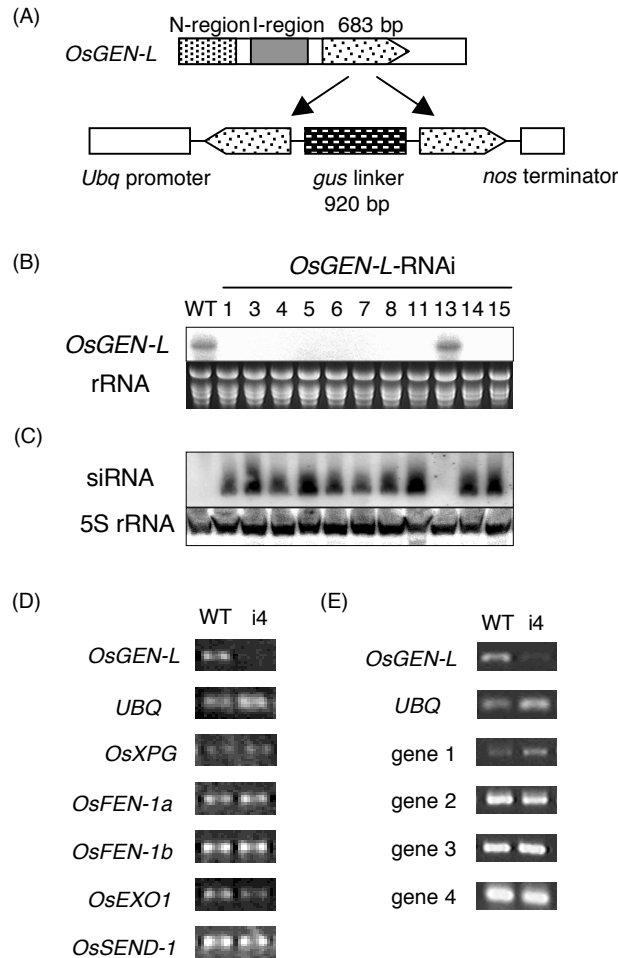 (A)
N-region I-region 683 bp
OsGEN-L
Ubq promoter gus linker nos terminator
920 bp
(B)
OsGEN-L-RNAi
WT 1 3 4 5 6 7 8 11 13 14 15
OsGEN-L
rRNA
(C)
siRNA
5S rRNA
(D)
WT i4
OsGEN-L
UBQ
OsXPG
OsFEN-1a
OsFEN-1b
OsEXO1
OsSEND-1
(E)
WT i4
OsGEN-L
UBQ
gene 1
gene 2
gene 3
gene 4